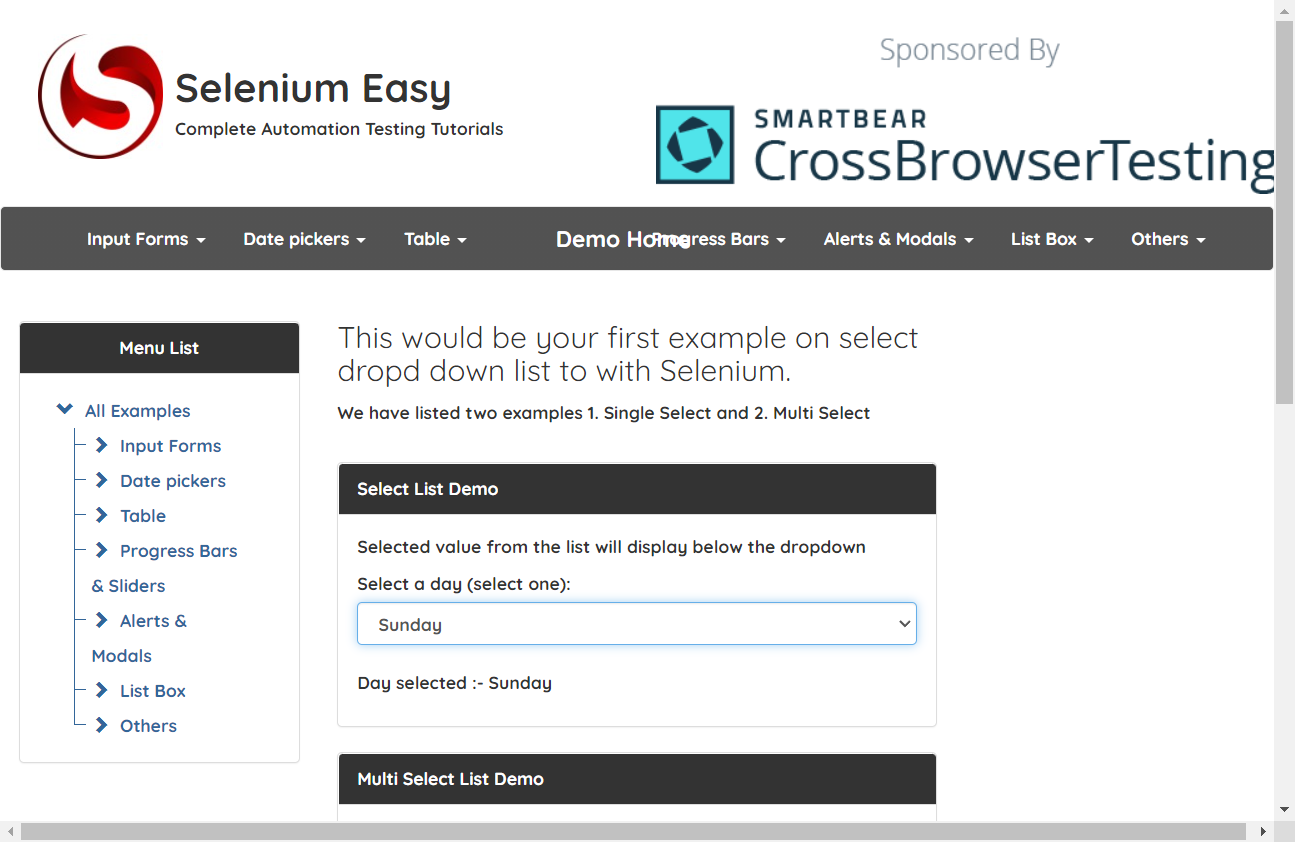 Sponsored By
Selenium Easy
Complete Automation Testing Tutorials
SMARTBEAR
CrossBrowserTesting
Input Forms
Date pickers
Table
Demo Home
Progress Bars
Alerts & Modals
List Box
Others
Menu List
All Examples
Input Forms
Date pickers
Table
Progress Bars
& Sliders
Alerts &
Modals
List Box
Others
This would be your first example on select
dropd down list to with Selenium.
We have listed two examples 1. Single Select and 2. Multi Select
Select List Demo
Selected value from the list will display below the dropdown
Select a day (select one):
Sunday
Day selected :- Sunday
Multi Select List Demo